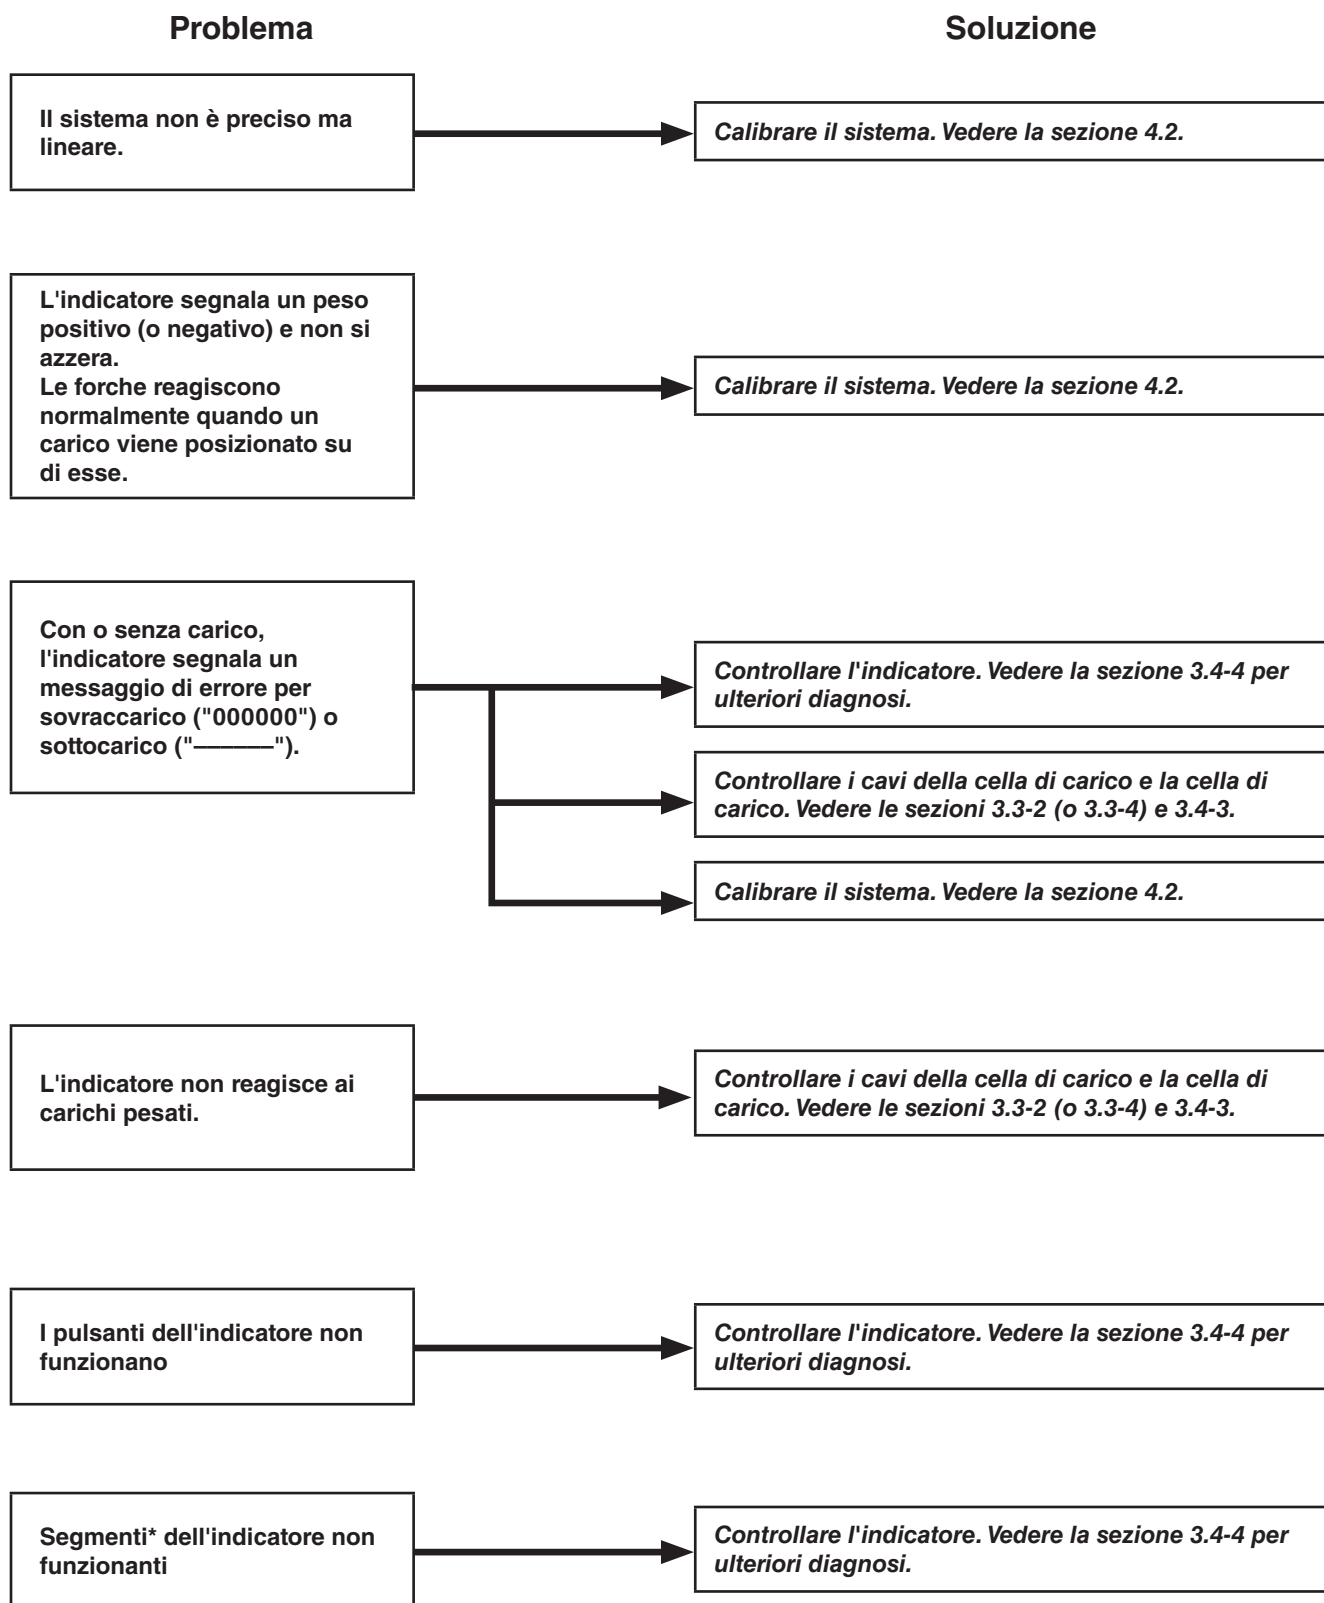 Problema
Soluzione
Il sistema non è preciso ma
lineare.
Calibrare il sistema. Vedere la sezione 4.2.
L'indicatore segnala un peso
positivo (o negativo) e non si
azzera.
Le forche reagiscono
normalmente quando un
carico viene posizionato su
di esse.
Calibrare il sistema. Vedere la sezione 4.2.
Con o senza carico,
l'indicatore segnala un
messaggio di errore per
sovraccarico ("000000") o
sottocarico ("––––––").
Controllare l'indicatore. Vedere la sezione 3.4-4 per
ulteriori diagnosi.
Controllare i cavi della cella di carico e la cella di
carico. Vedere le sezioni 3.3-2 (o 3.3-4) e 3.4-3.
Calibrare il sistema. Vedere la sezione 4.2.
L'indicatore non reagisce ai
carichi pesati.
Controllare i cavi della cella di carico e la cella di
carico. Vedere le sezioni 3.3-2 (o 3.3-4) e 3.4-3.
I pulsanti dell'indicatore non
funzionano
Controllare l'indicatore. Vedere la sezione 3.4-4 per
ulteriori diagnosi.
Segmenti* dell'indicatore non
funzionanti
Controllare l'indicatore. Vedere la sezione 3.4-4 per
ulteriori diagnosi.